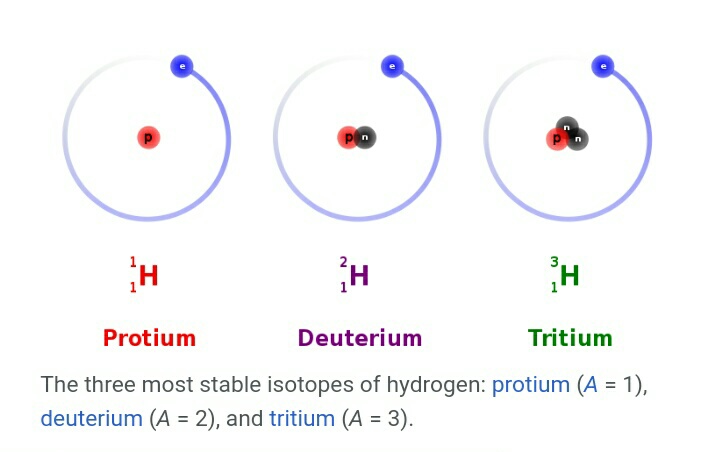 e e e
p p n n p n
1 1 H 2 1 H 3 1 H
Protium Deuterium Tritium
The three most stable isotopes of hydrogen: protium (A = 1),
deuterium (A = 2), and tritium (A = 3).